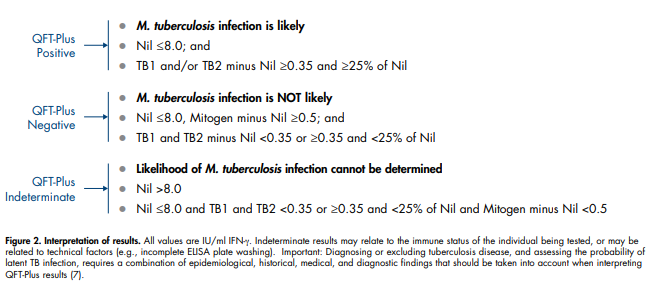 QFT-Plus
Positive
● M. tuberculosis infection is likely
● Nil ≤8.0; and
● TB1 and/or TB2 minus Nil ≥0.35 and ≥25% of Nil
QFT-Plus
Negative
● M. tuberculosis infection is NOT likely
● Nil ≤8.0, Mitogen minus Nil ≥0.5; and
● TB1 and TB2 minus Nil <0.35 or ≥0.35 and <25% of Nil
QFT-Plus
Indeterminate
● Likelihood of M. tuberculosis infection cannot be determined
● Nil >8.0
● Nil ≤8.0 and TB1 and TB2 <0.35 or ≥0.35 and <25% of Nil and Mitogen minus Nil <0.5
Figure 2. Interpretation of results. All values are IU/ml IFN-γ. Indeterminate results may relate to the immune status of the individual being tested, or may be
related to technical factors (e.g., incomplete ELISA plate washing). Important: Diagnosing or excluding tuberculosis disease, and assessing the probability of
latent TB infection, requires a combination of epidemiological, historical, medical, and diagnostic findings that should be taken into account when interpreting
QFT-Plus results (7).